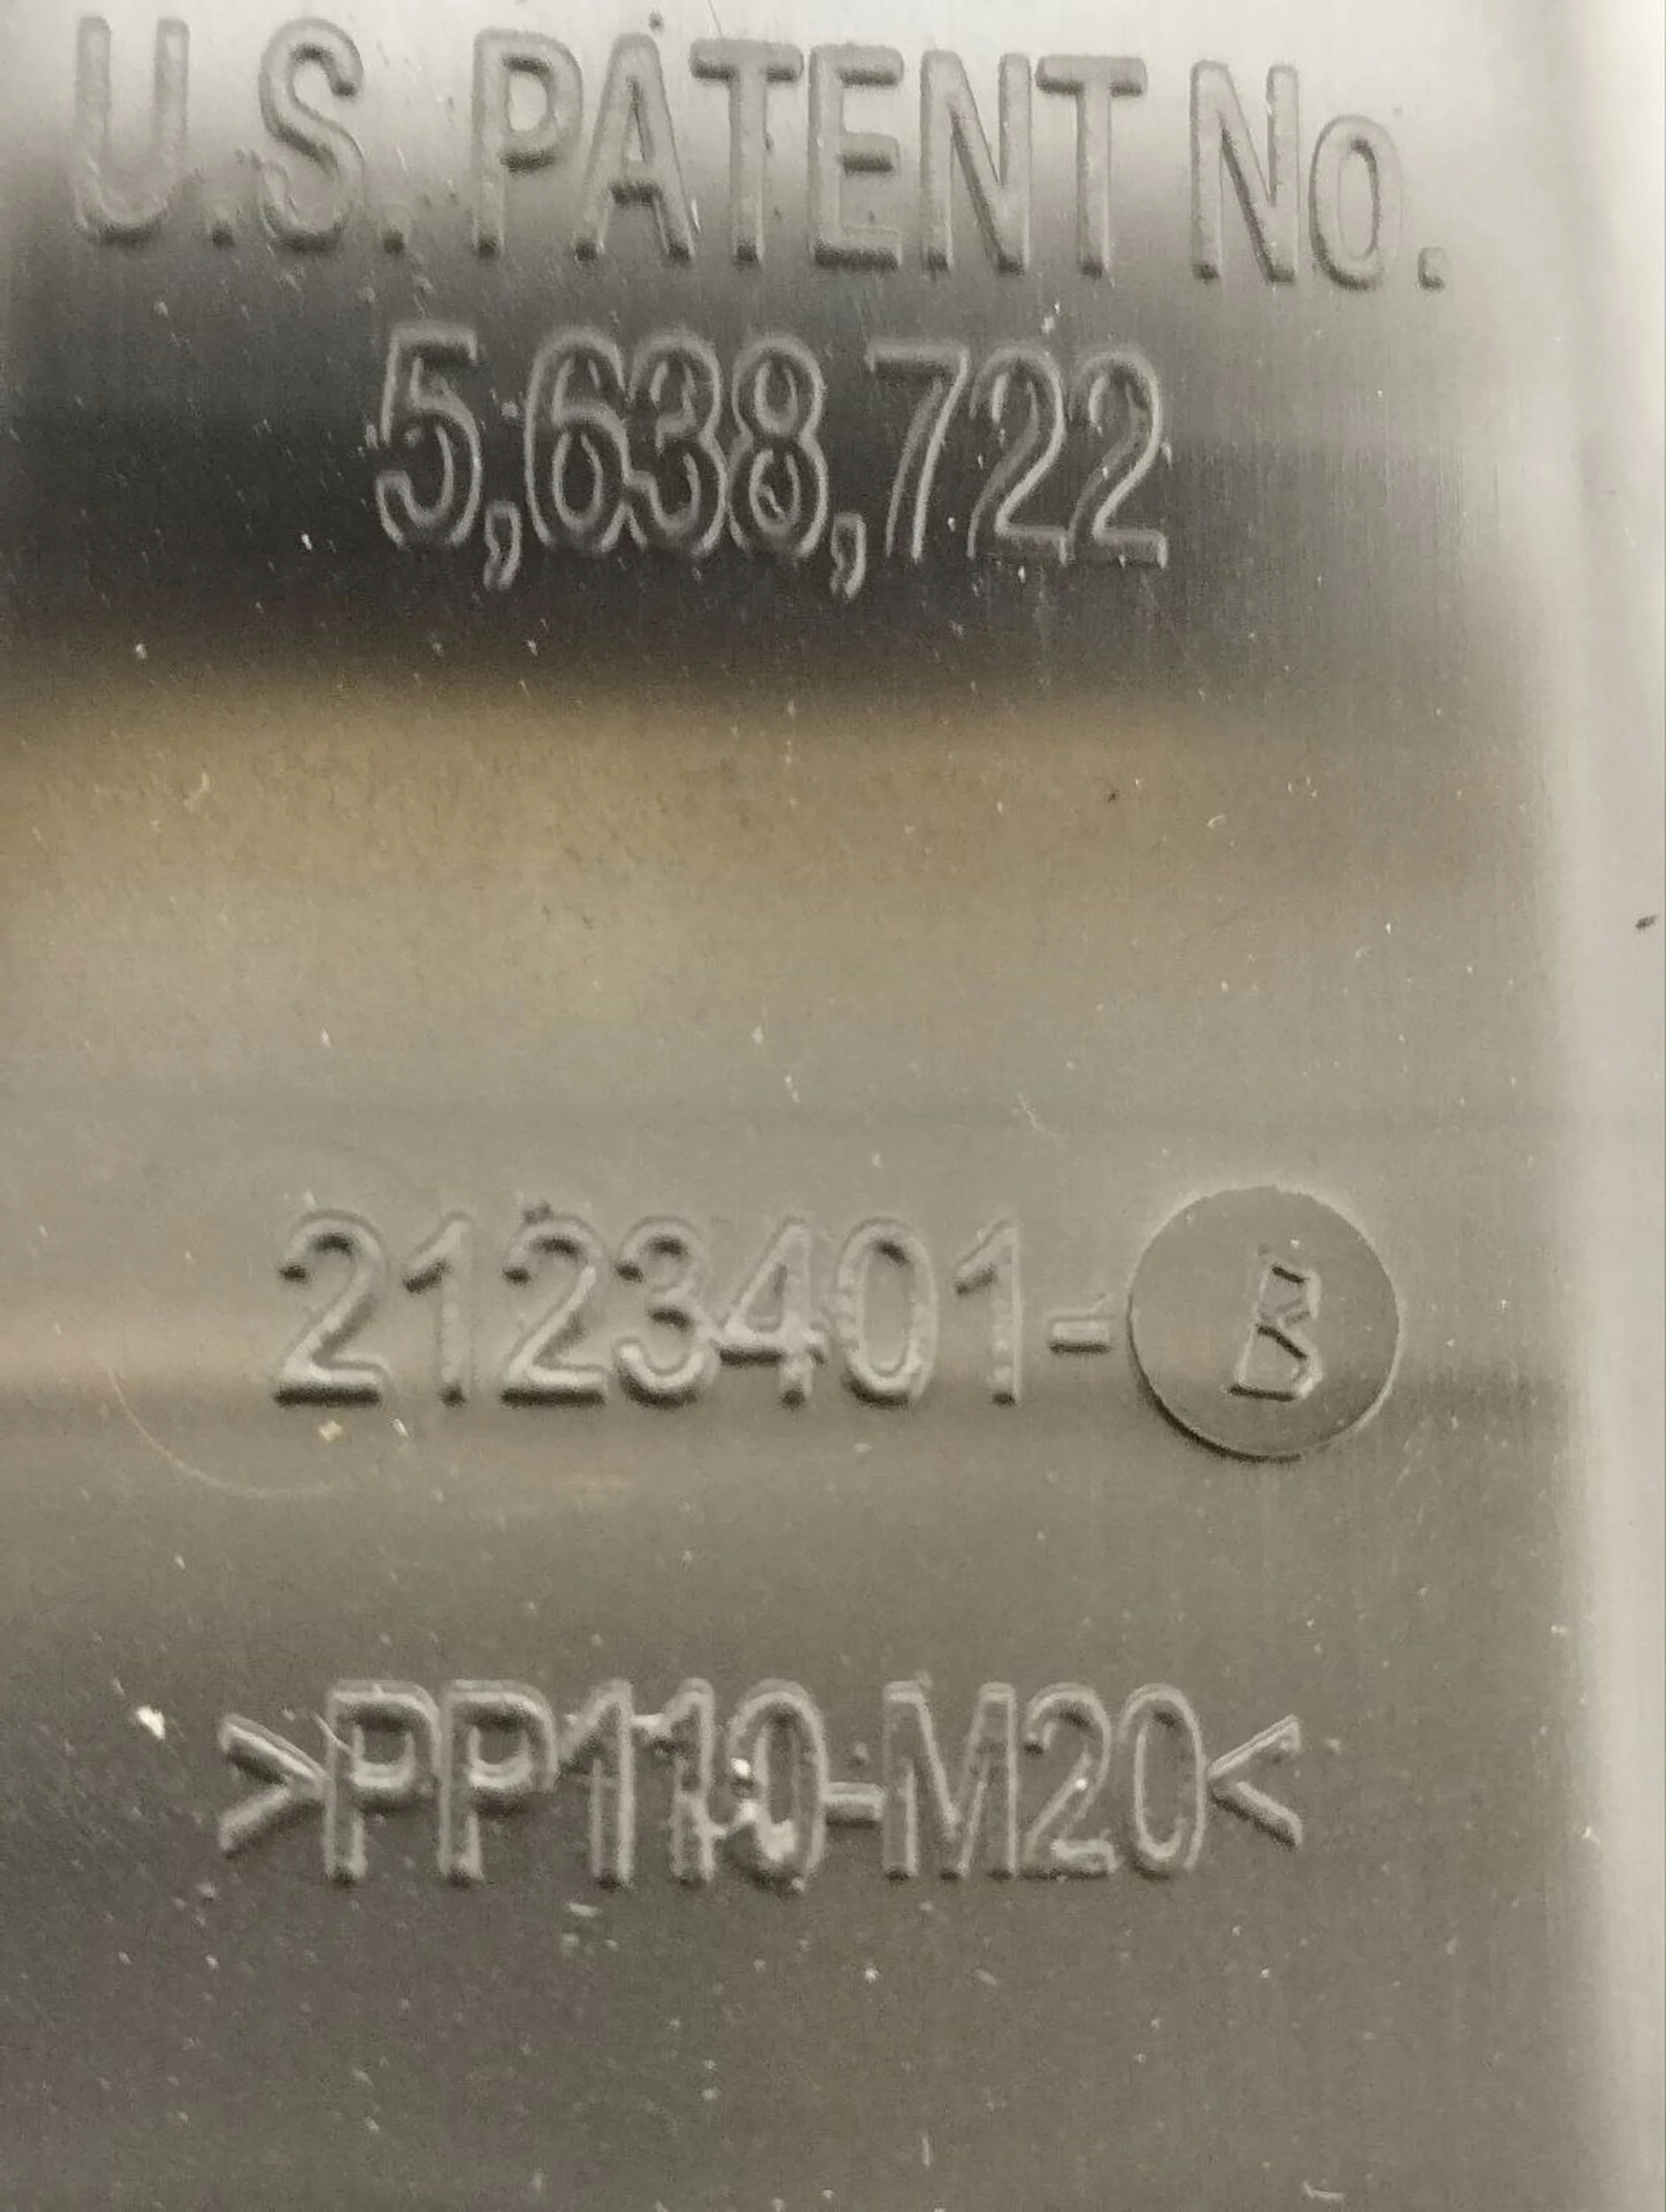 U.S. PATENT No.
5,638,722
2123401-B
>PP110-M20<